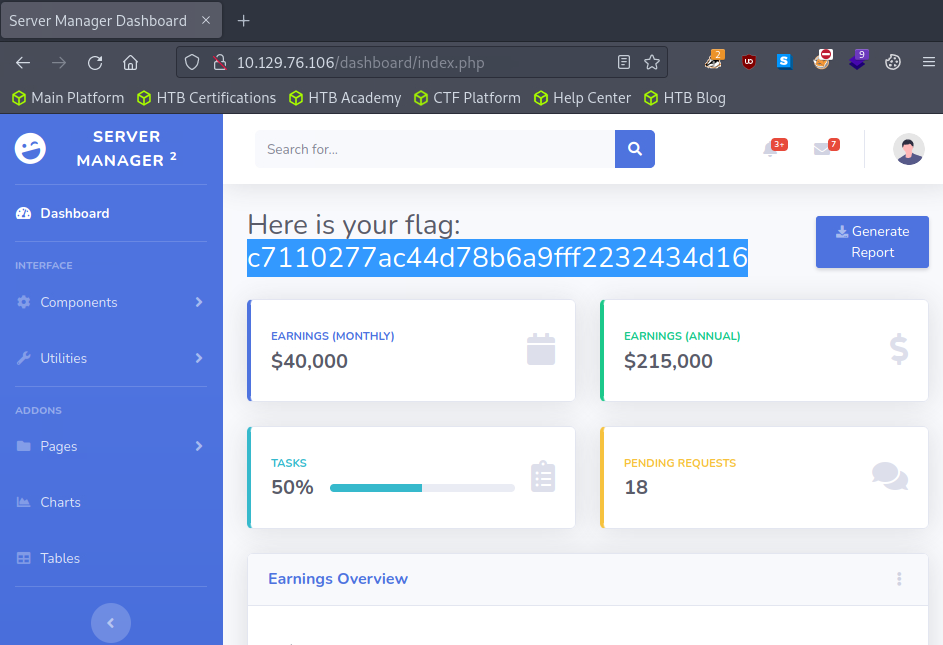 Server Manager Dashboard
10.129.76.106/dashboard/index.php
2
UD
S
9
Main Platform
HTB Certifications
HTB Academy
CTF Platform
Help Center
HTB Blog
SERVER
MANAGER 2
Search for...
3+
7
Dashboard
Here is your flag:
c7110277ac44d78b6a9fff2232434d16
Generate
Report
INTERFACE
Components
Utilities
EARNINGS (MONTHLY)
$40,000
EARNINGS (ANNUAL)
$215,000
ADDONS
Pages
Charts
Tables
TASKS
50%
PENDING REQUESTS
18
Earnings Overview